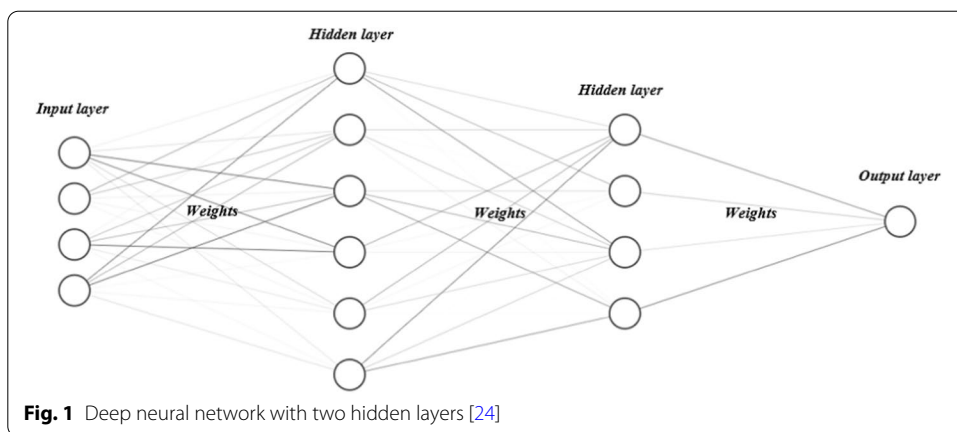 Hidden layer
Input layer
Hidden layer
Output layer
Weights
Weights
Weights
Fig. 1 Deep neural network with two hidden layers [24]